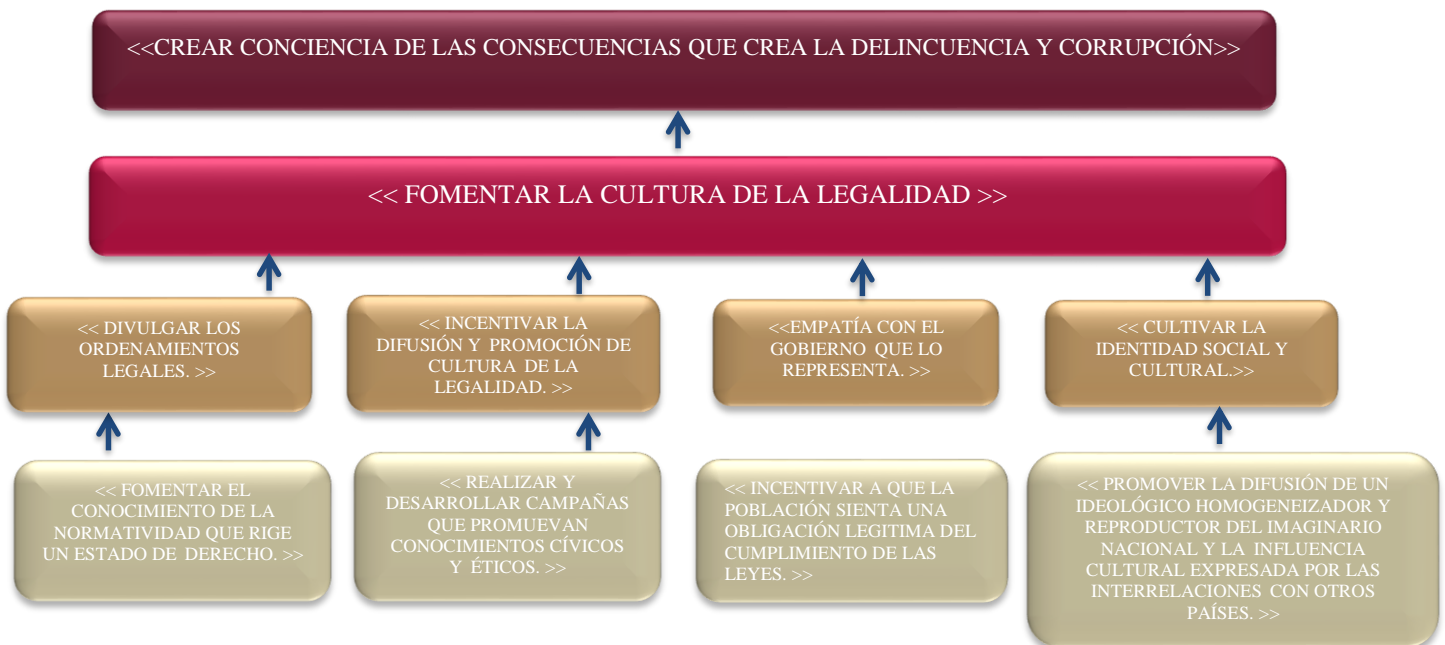 <<CREAR CONCIENCIA DE LAS CONSECUENCIAS QUE CREA LA DELINCUENCIA Y CORRUPCIÓN>>
<< FOMENTAR LA CULTURA DE LA LEGALIDAD >>
<< DIVULGAR LOS
ORDENAMIENTOS
LEGALES. >>
<< INCENTIVAR LA
DIFUSIÓN Y PROMOCIÓN DE
CULTURA DE LA
LEGALIDAD. >>
<<EMPATÍA CON EL
GOBIERNO QUE LO
REPRESENTA. >>
<< CULTIVAR LA
IDENTIDAD SOCIAL Y
CULTURAL.>>
<< FOMENTAR EL
CONOCIMIENTO DE LA
NORMATIVIDAD QUE RIGE
UN ESTADO DE DERECHO. >>
<< REALIZAR Y
DESARROLLAR CAMPAÑAS
QUE PROMUEVAN
CONOCIMIENTOS CÍVICOS
Y ÉTICOS. >>
<< INCENTIVAR A QUE LA
POBLACIÓN SIENTA UNA
OBLIGACIÓN LEGITIMA DEL
CUMPLIMIENTO DE LAS
LEYES. >>
<< PROMOVER LA DIFUSIÓN DE UN
IDEOLÓGICO HOMOGENEIZADOR Y
REPRODUCTOR DEL IMAGINARIO
NACIONAL Y LA INFLUENCIA
CULTURAL EXPRESADA POR LAS
INTERRELACIONES CON OTROS
PAÍSES. >>